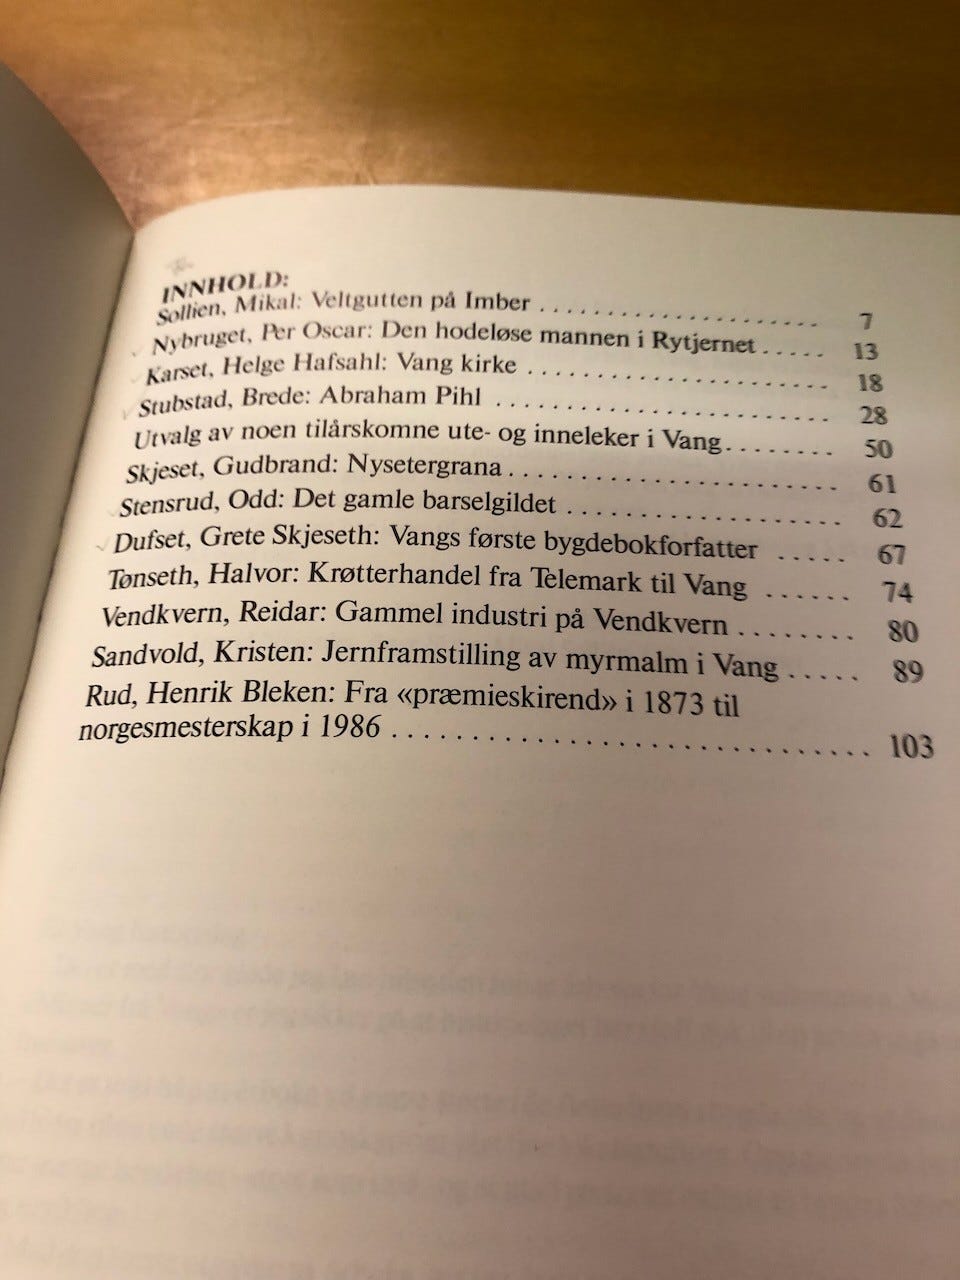 INNHOLD:
Sollien, Mikal: Veltgutten på Imber . . . . . . . . . . . . . . . . . . . . . . 7
Nybruget, Per Oscar: Den hodeløse mannen i Rytjernet . . . . . 13
Karset, Helge Hafsahl: Vang kirke . . . . . . . . . . . . . . . . . . . . . . . . 18
Stubstad, Brede: Abraham Pihl . . . . . . . . . . . . . . . . . . . . . . . . . . 28
Utvalg av noen tilårskomne ute- og inneleker i Vang . . . . . . . . 50
Skjeset, Gudbrand: Nysetergrana . . . . . . . . . . . . . . . . . . . . . . . . 61
Stensrud, Odd: Det gamle barselgildet . . . . . . . . . . . . . . . . . . . . 62
Dufset, Grete Skjeseth: Vangs første bygdebokforfatter . . . . . 67
Tønseth, Halvor: Krøtterhandel fra Telemark til Vang . . . . . . 74
Vendkvern, Reidar: Gammel industri på Vendkvern . . . . . . . . 80
Sandvold, Kristen: Jernframstilling av myrmalm i Vang . . . . . 89
Rud, Henrik Bleken: Fra «præmieskirend» i 1873 til
norgesmesterskap i 1986 . . . . . . . . . . . . . . . . . . . . . . . . . . . . . . 103